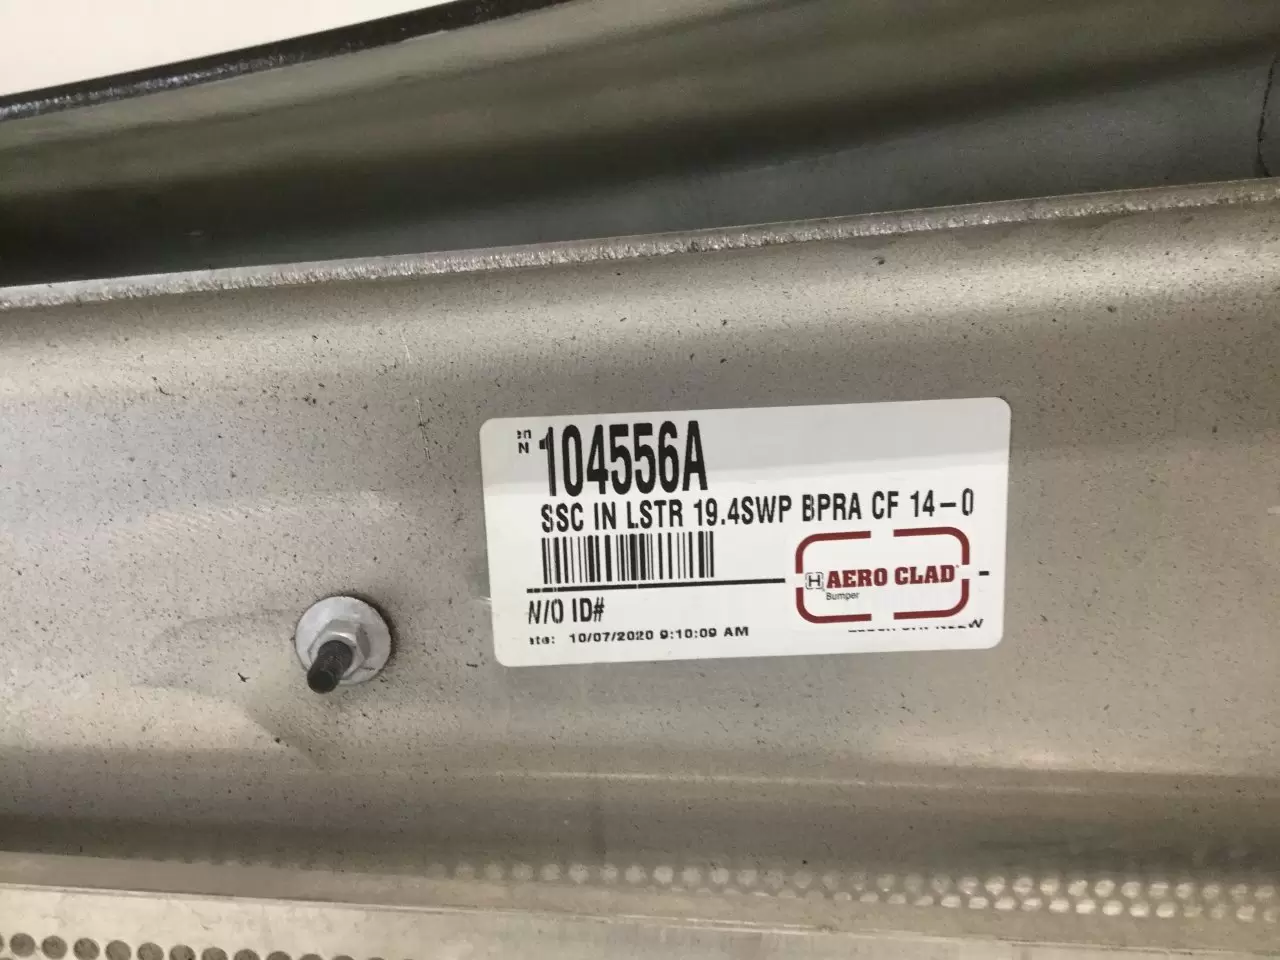 104556A
SSC IN LSTR 19.4SWP BPRA CF 14-0
H AERO CLAD
Bumper
N/O ID#
10/07/2020 9:10:09 AM